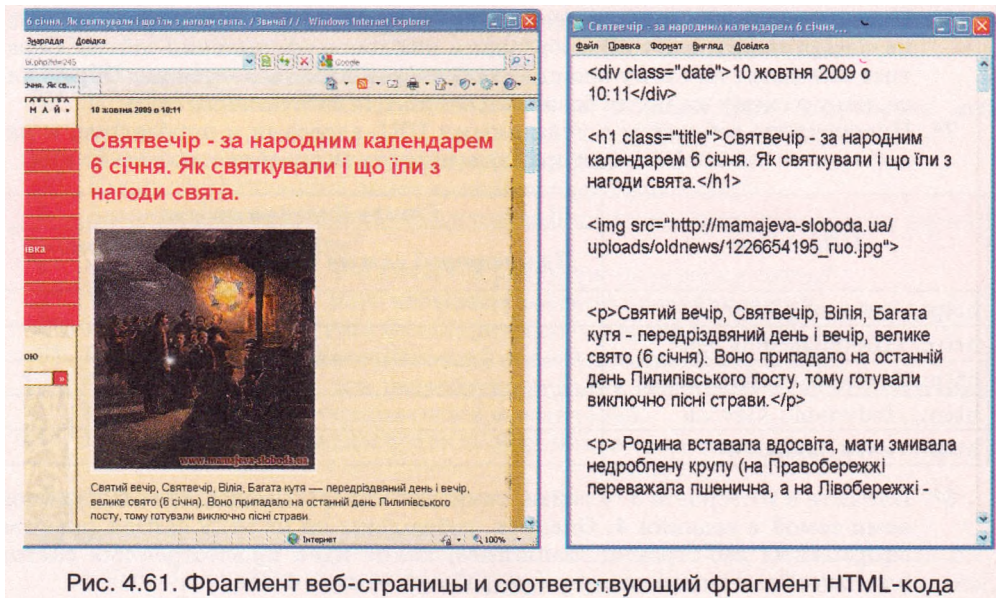 6 січня. Як святкували і що їли з нагоди свята. / Звичаї / / - Windows Internet Explorer
Знаряддя Довідка
Google
ання. Як св...
МАЙ
івка
ою
»
10 жовтня 2009 о 10:11
Святвечір - за народним календарем
6 січня. Як святкували і що їли з
нагоди свята.
www.mamajeva-sloboda.ua
Святий вечір, Святвечір, Вілія, Багата кутя — передріздвяний день і вечір,
велике свято (6 січня). Воно припадало на останній день Пилипівського
посту, тому готували виключно пісні страви.
Інтернет
100%
Святвечір - за народним календарем 6 січня,...
Файл Правка Формат Вигляд Довідка
<div class="date">10 жовтня 2009 о
10:11</div>
<h1 class="title">Святвечір - за народним
календарем 6 січня. Як святкували і що їли з
нагоди свята.</h1>
<img src="http://mamajeva-sloboda.ua/
uploads/oldnews/1226654195_ruo.jpg">
<p>Святий вечір, Святвечір, Вілія, Багата
кутя - передріздвяний день і вечір, велике
свято (6 січня). Воно припадало на останній
день Пилипівського посту, тому готували
виключно пісні страви.</p>
<p> Родина вставала вдосвіта, мати змивала
недроблену крупу (на Правобережжі
переважала пшенична, а на Лівобережжі -
Рис. 4.61. Фрагмент веб-страницы и соответствующий фрагмент HTML-кода